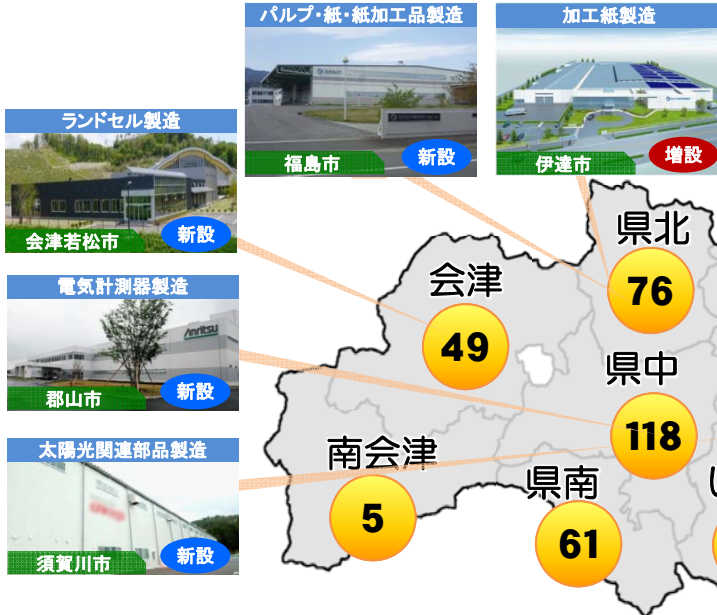 パルプ・紙・紙加工品製造
福島市
新設
加工紙製造
伊達市
増設
ランドセル製造
会津若松市
新設
電気計測器製造
Anritsu
郡山市
新設
太陽光関連部品製造
須賀川市
新設
県北
76
会津
49
県中
118
南会津
5
県南
61